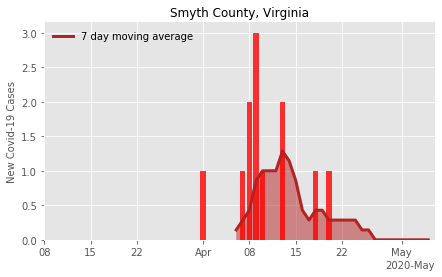 Smyth County, Virginia
7 day moving average
New Covid-19 Cases
3.0
2.5
2.0
1.5
1.0
0.5
0.0
08 15 22 Apr 08 15 22 May
2020-May